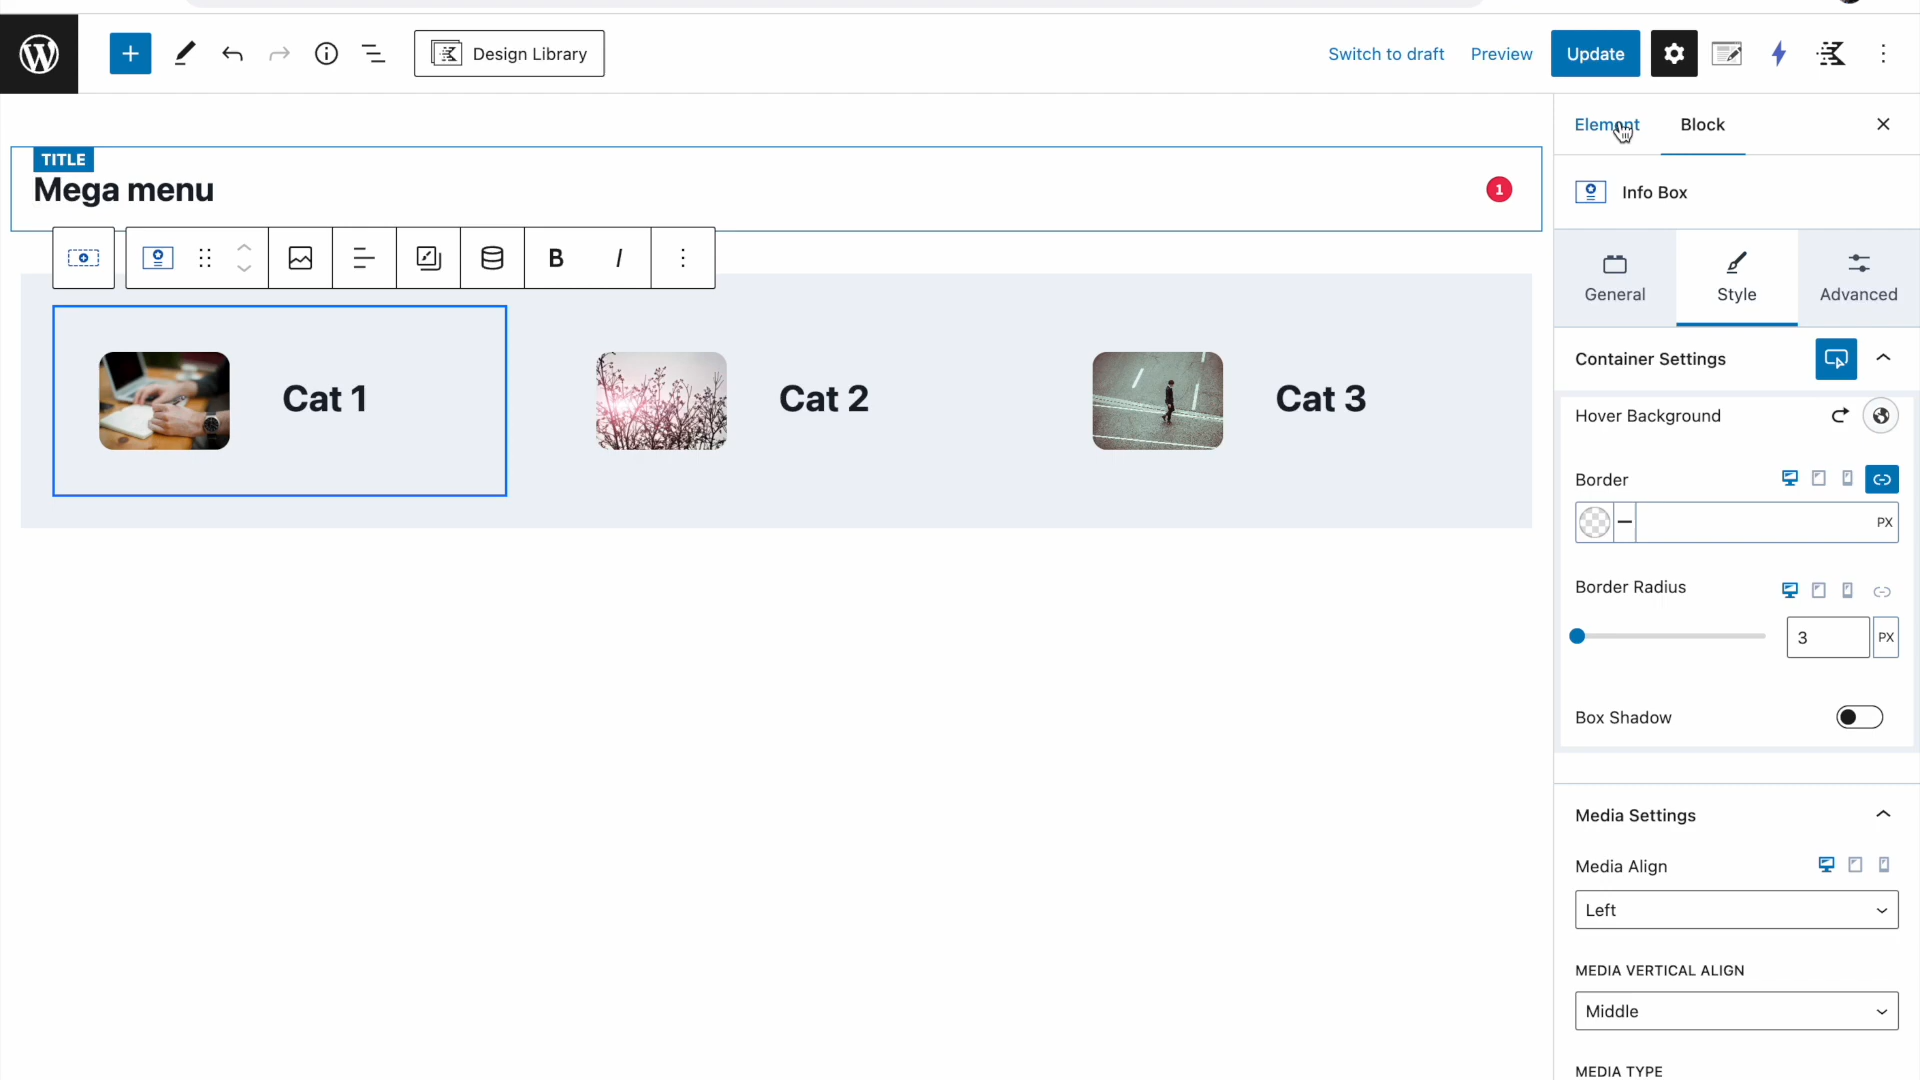 Design Library
Switch to draft
Preview
Update
Element
Block
TITLE
Mega menu
1
B
I
Cat 1
Cat 2
Cat 3
Info Box
General
Style
Advanced
Container Settings
Hover Background
Border
PX
Border Radius
3
PX
Box Shadow
Media Settings
Media Align
Left
MEDIA VERTICAL ALIGN
Middle
MEDIA TYPE